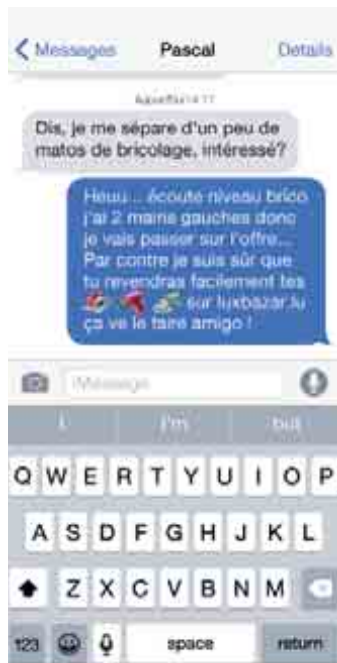 Messages Pascal Details
Dis, je me sépare d'un peu de
matos de bricolage, intéressé?
Heuu... écoute niveau brico
j'ai 2 mains gauches donc
je vais passer sur l'offre...
Par contre je suis sûr que
tu revendras facilement tes
sur luxbazar.lu
ça va le faire amigo !
iMessage
I I'm but
Q W E R T Y U I O P
A S D F G H J K L
Z X C V B N M
123 space return